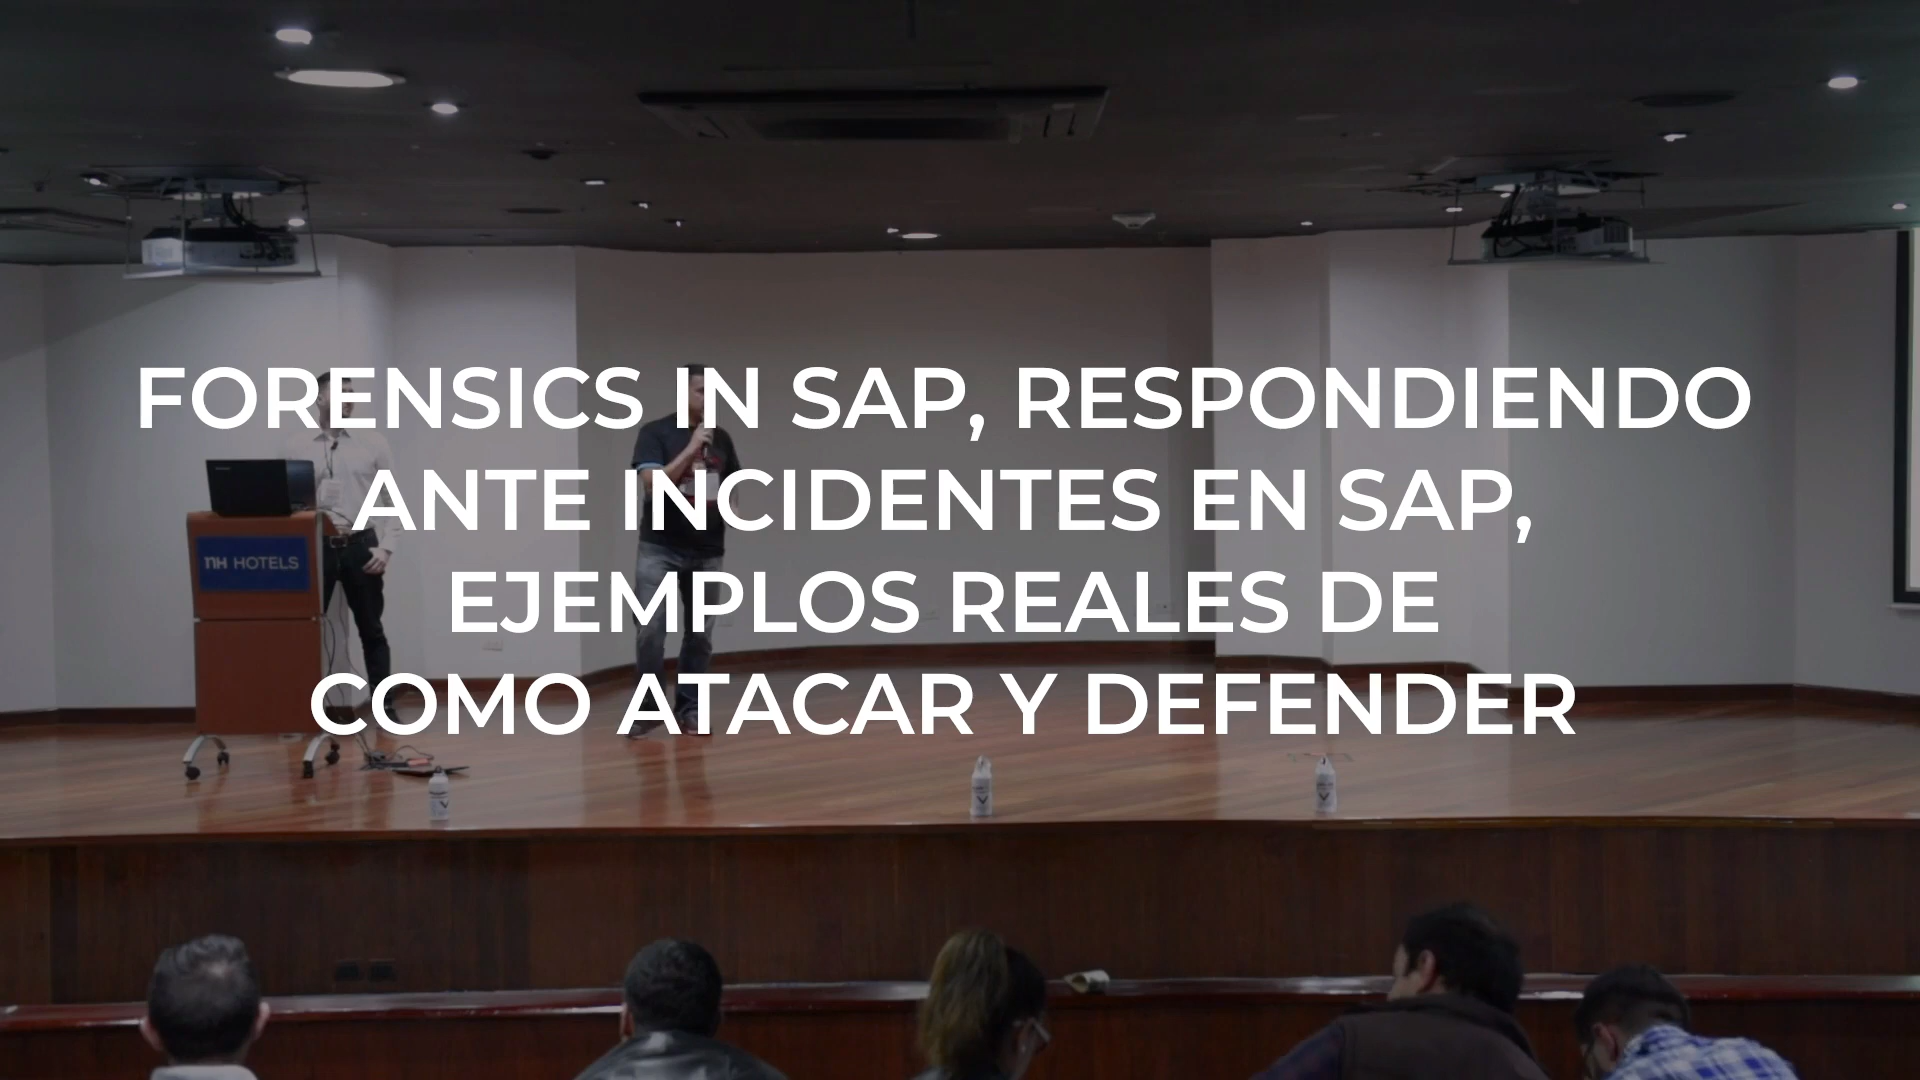 FORENSICS IN SAP, RESPONDIENDO
ANTE INCIDENTES EN SAP,
EJEMPLOS REALES DE
COMO ATACAR Y DEFENDER
nH HOTELS